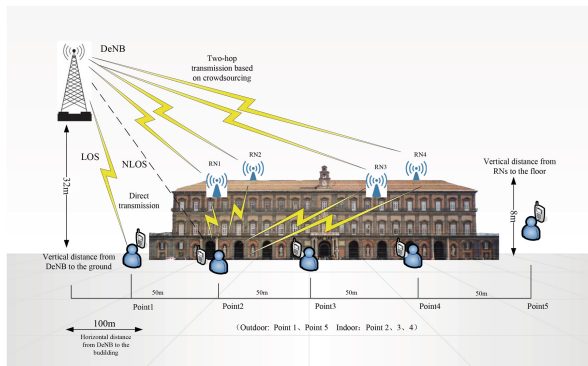 DeNB
Two-hop
transmission based
on crowdsourcing
RN1
RN2
RN3
RN4
LOS
NLOS
32m
Direct
transmission
Vertical distance from
RNs to the floor
8m
Vertical distance from
DeNB to the ground
50m
50m
50m
50m
Point1
Point2
Point3
Point4
Point5
100m
Horizontal distance
from DeNB to the
budilding
(Outdoor: Point 1、Point 5 Indoor: Point 2、3、4)